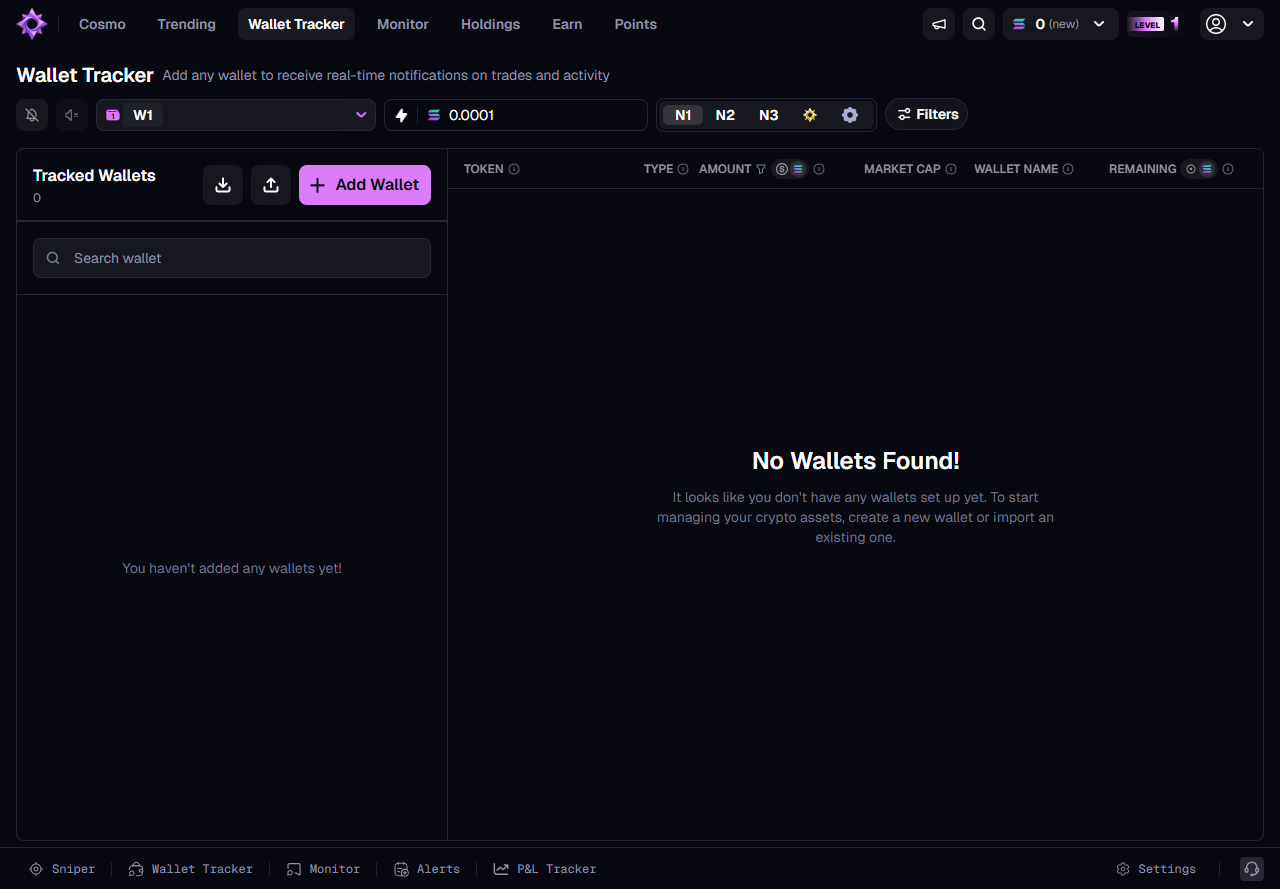 Cosmo Trending Wallet Tracker Monitor Holdings Earn Points 0 (new) LEVEL 1
Wallet Tracker Add any wallet to receive real-time notifications on trades and activity
1 W1 0.0001 N1 N2 N3 Filters
Tracked Wallets
0
Add Wallet
Search wallet
You haven't added any wallets yet!
TOKEN TYPE AMOUNT MARKET CAP WALLET NAME REMAINING
No Wallets Found!
It looks like you don't have any wallets set up yet. To start
managing your crypto assets, create a new wallet or import an
existing one.
Sniper Wallet Tracker Monitor Alerts P&L Tracker Settings